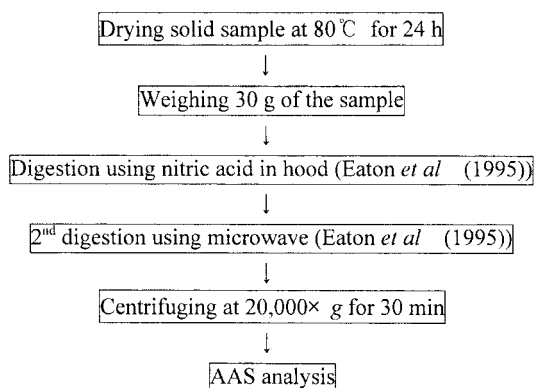 Drying solid sample at 80℃ for 24 h
↓
Weighing 30 g of the sample
↓
Digestion using nitric acid in hood (Eaton et al (1995))
↓
2nd digestion using microwave (Eaton et al (1995))
↓
Centrifuging at 20,000× g for 30 min
↓
AAS analysis